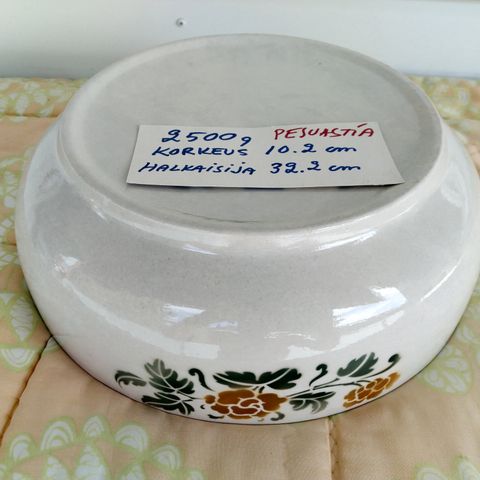 2500g PESUASTIA
KORKEUS 10.2 cm
HALKAISIJA 32.2 cm